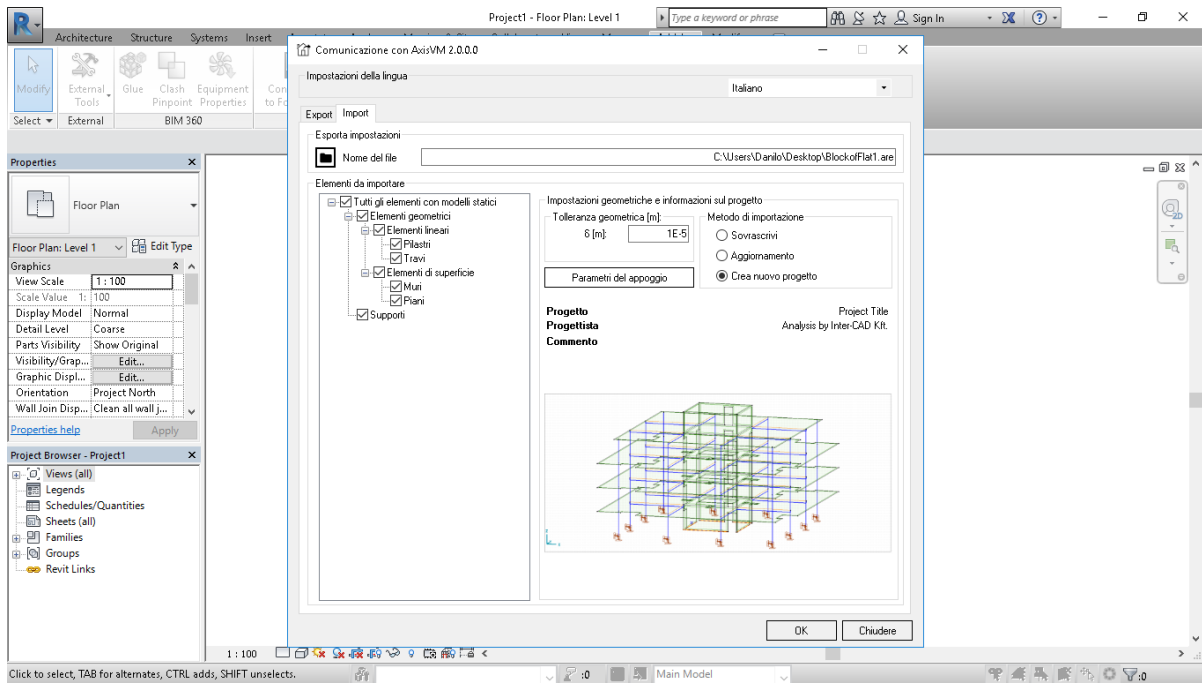 Project1 - Floor Plan: Level 1
Type a keyword or phrase
Sign In
Architecture Structure Systems Insert
Modify
External Tools
Glue
Clash Pinpoint
Equipment Properties
Select
External
BIM 360
Comunicazione con AxisVM 2.0.0.0
Impostazioni della lingua
Italiano
Export
Import
Esporta impostazioni
Nome del file
C:\Users\Danilo\Desktop\BlockofFlat1.are
Elementi da importare
Tutti gli elementi con modelli statici
Elementi geometrici
Elementi lineari
Pilastri
Travi
Elementi di superficie
Muri
Piani
Supporti
Impostazioni geometriche e informazioni sul progetto
Tolleranza geometrica [m]:
6 [m]: 1E-5
Parametri del appoggio
Metodo di importazione
Sovrascrivi
Aggiornamento
Crea nuovo progetto
Progetto Project Title
Progettista Analysis by Inter-CAD Kft.
Commento
OK
Chiudere
Properties
Floor Plan
Floor Plan: Level 1
Edit Type
Graphics
View Scale 1 : 100
Scale Value 1: 100
Display Model Normal
Detail Level Coarse
Parts Visibility Show Original
Visibility/Grap... Edit...
Graphic Displ... Edit...
Orientation Project North
Wall Join Disp... Clean all wall j...
Properties help
Apply
Project Browser - Project1
Views (all)
Legends
Schedules/Quantities
Sheets (all)
Families
Groups
Revit Links
1 : 100
Click to select, TAB for alternates, CTRL adds, SHIFT unselects.
:0
Main Model
:0